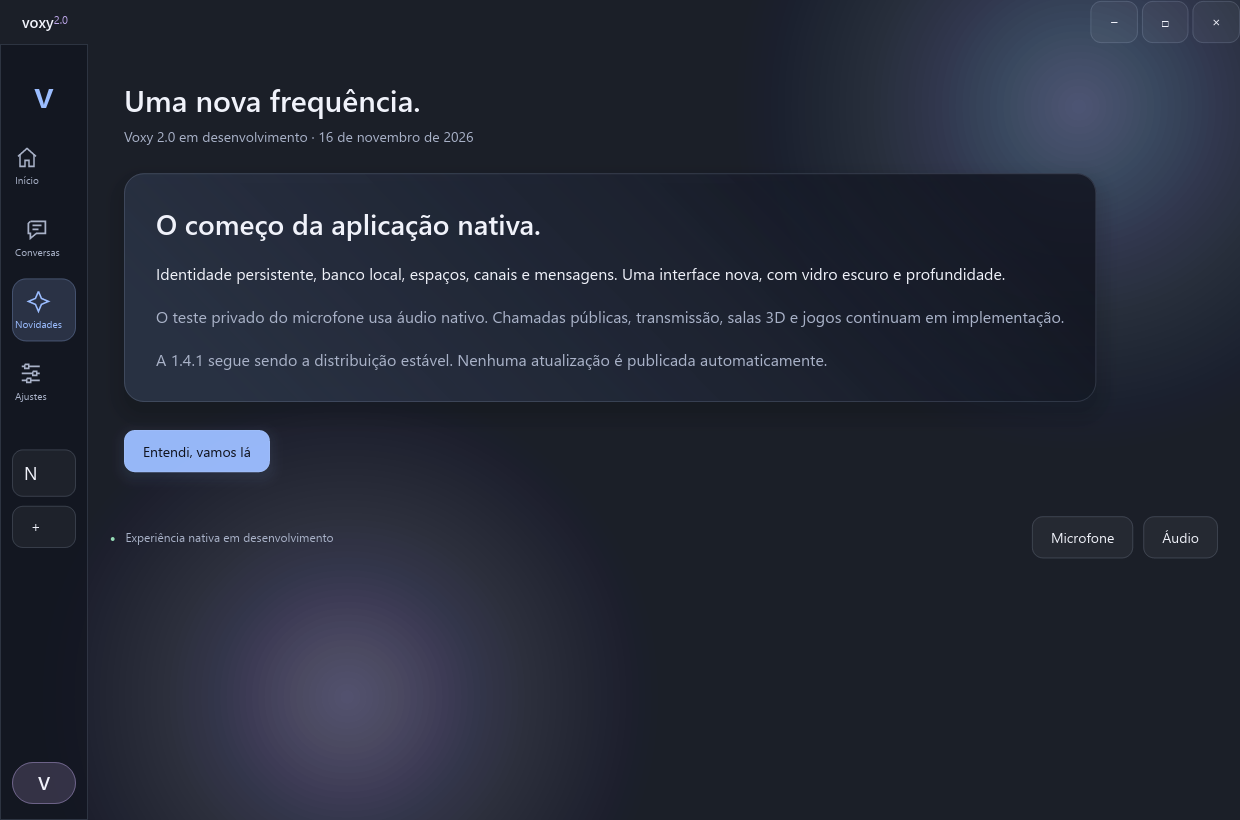 voxy2.0
− □ ×
V
Início
Conversas
Novidades
Ajustes
N
+
V
Uma nova frequência.
Voxy 2.0 em desenvolvimento · 16 de novembro de 2026
O começo da aplicação nativa.
Identidade persistente, banco local, espaços, canais e mensagens. Uma interface nova, com vidro escuro e profundidade.
O teste privado do microfone usa áudio nativo. Chamadas públicas, transmissão, salas 3D e jogos continuam em implementação.
A 1.4.1 segue sendo a distribuição estável. Nenhuma atualização é publicada automaticamente.
Entendi, vamos lá
• Experiência nativa em desenvolvimento
Microfone
Áudio